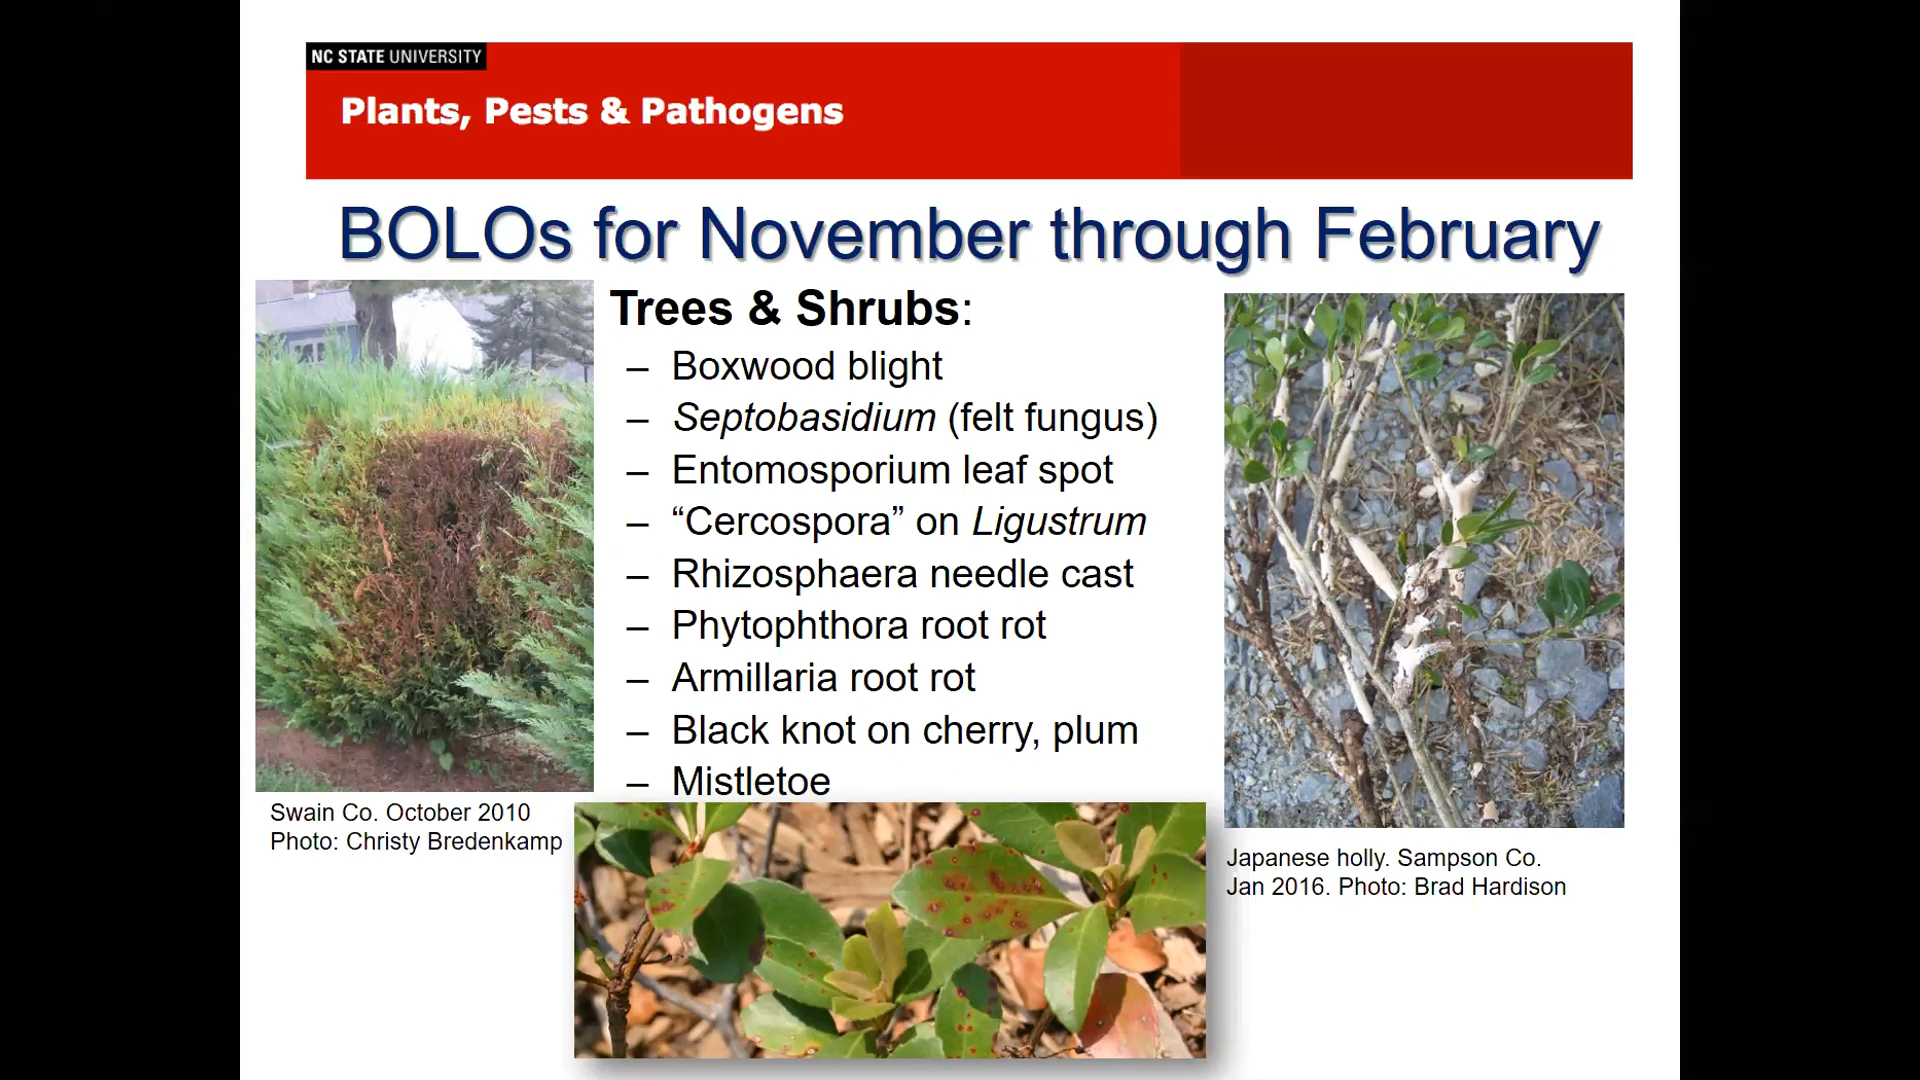 NC STATE UNIVERSITY
Plants, Pests & Pathogens
BOLOs for November through February
Trees & Shrubs:
– Boxwood blight
– Septobasidium (felt fungus)
– Entomosporium leaf spot
– “Cercospora” on Ligustrum
– Rhizosphaera needle cast
– Phytophthora root rot
– Armillaria root rot
– Black knot on cherry, plum
– Mistletoe
Swain Co. October 2010
Photo: Christy Bredenkamp
Japanese holly. Sampson Co.
Jan 2016. Photo: Brad Hardison